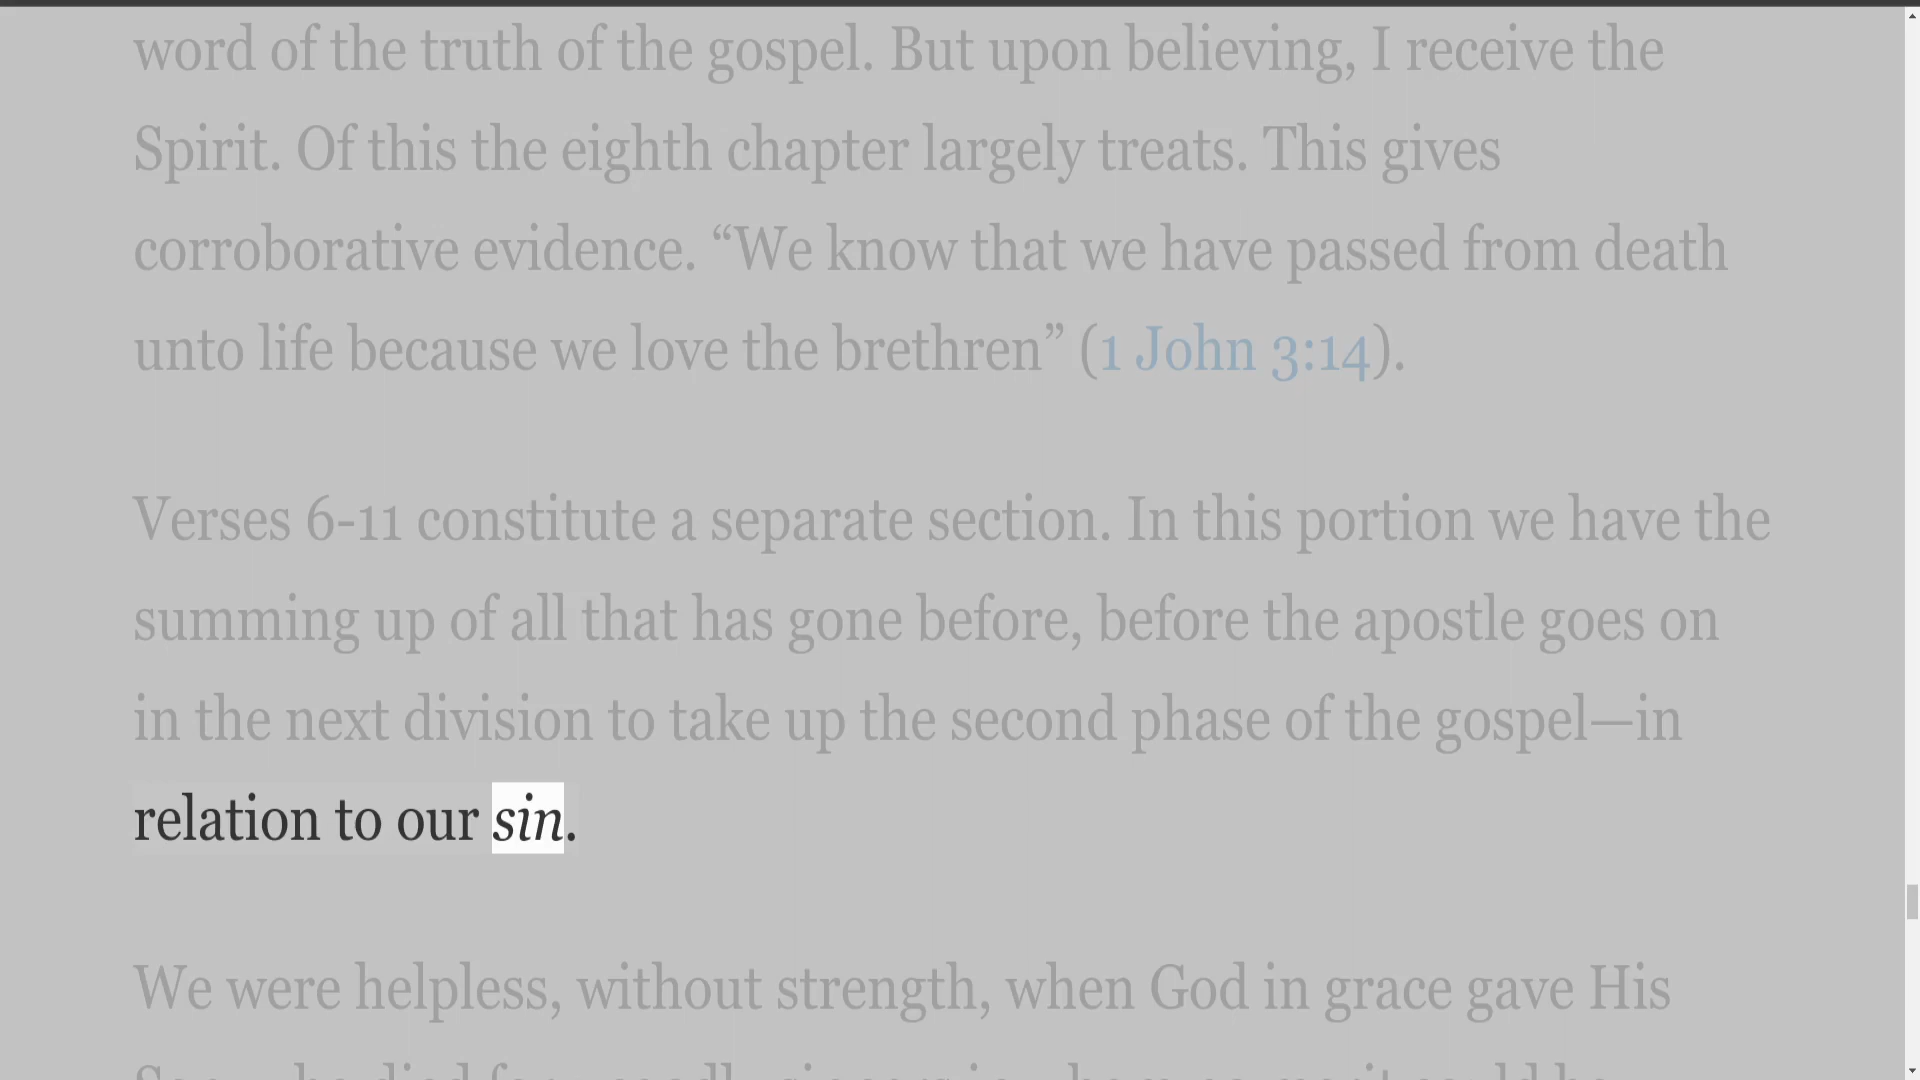 word of the truth of the gospel. But upon believing, I receive the
Spirit. Of this the eighth chapter largely treats. This gives
corroborative evidence. “We know that we have passed from death
unto life because we love the brethren” (1 John 3:14).
Verses 6-11 constitute a separate section. In this portion we have the
summing up of all that has gone before, before the apostle goes on
in the next division to take up the second phase of the gospel—in
relation to our sin.
We were helpless, without strength, when God in grace gave His